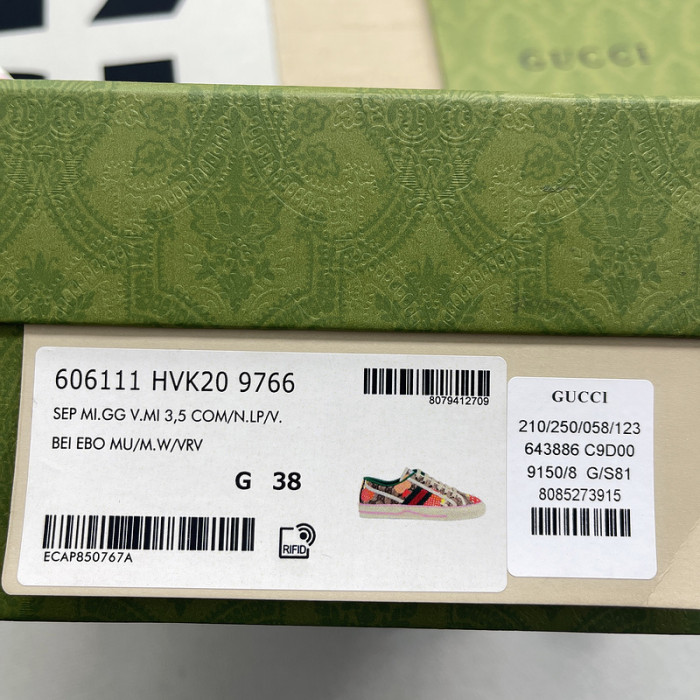 GUCCI
606111 HVK20 9766
SEP MI.GG V.MI 3,5 COM/N.LP/V.
BEI EBO MU/M.W/VRV
G 38
8079412709
ECAP850767A
RIFID
GUCCI
210/250/058/123
643886 C9D00
9150/8 G/S81
8085273915